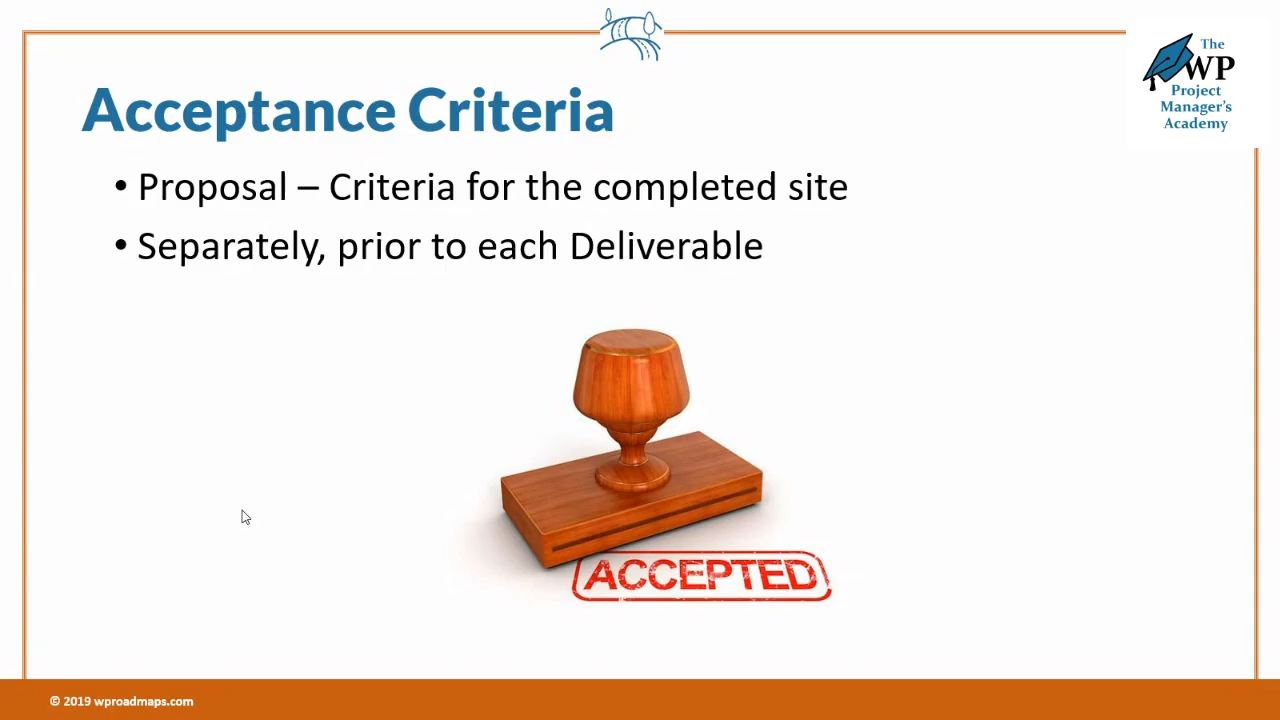 The
WP
Project
Manager's
Academy
Acceptance Criteria
• Proposal – Criteria for the completed site
• Separately, prior to each Deliverable
ACCEPTED
© 2019 wproadmaps.com